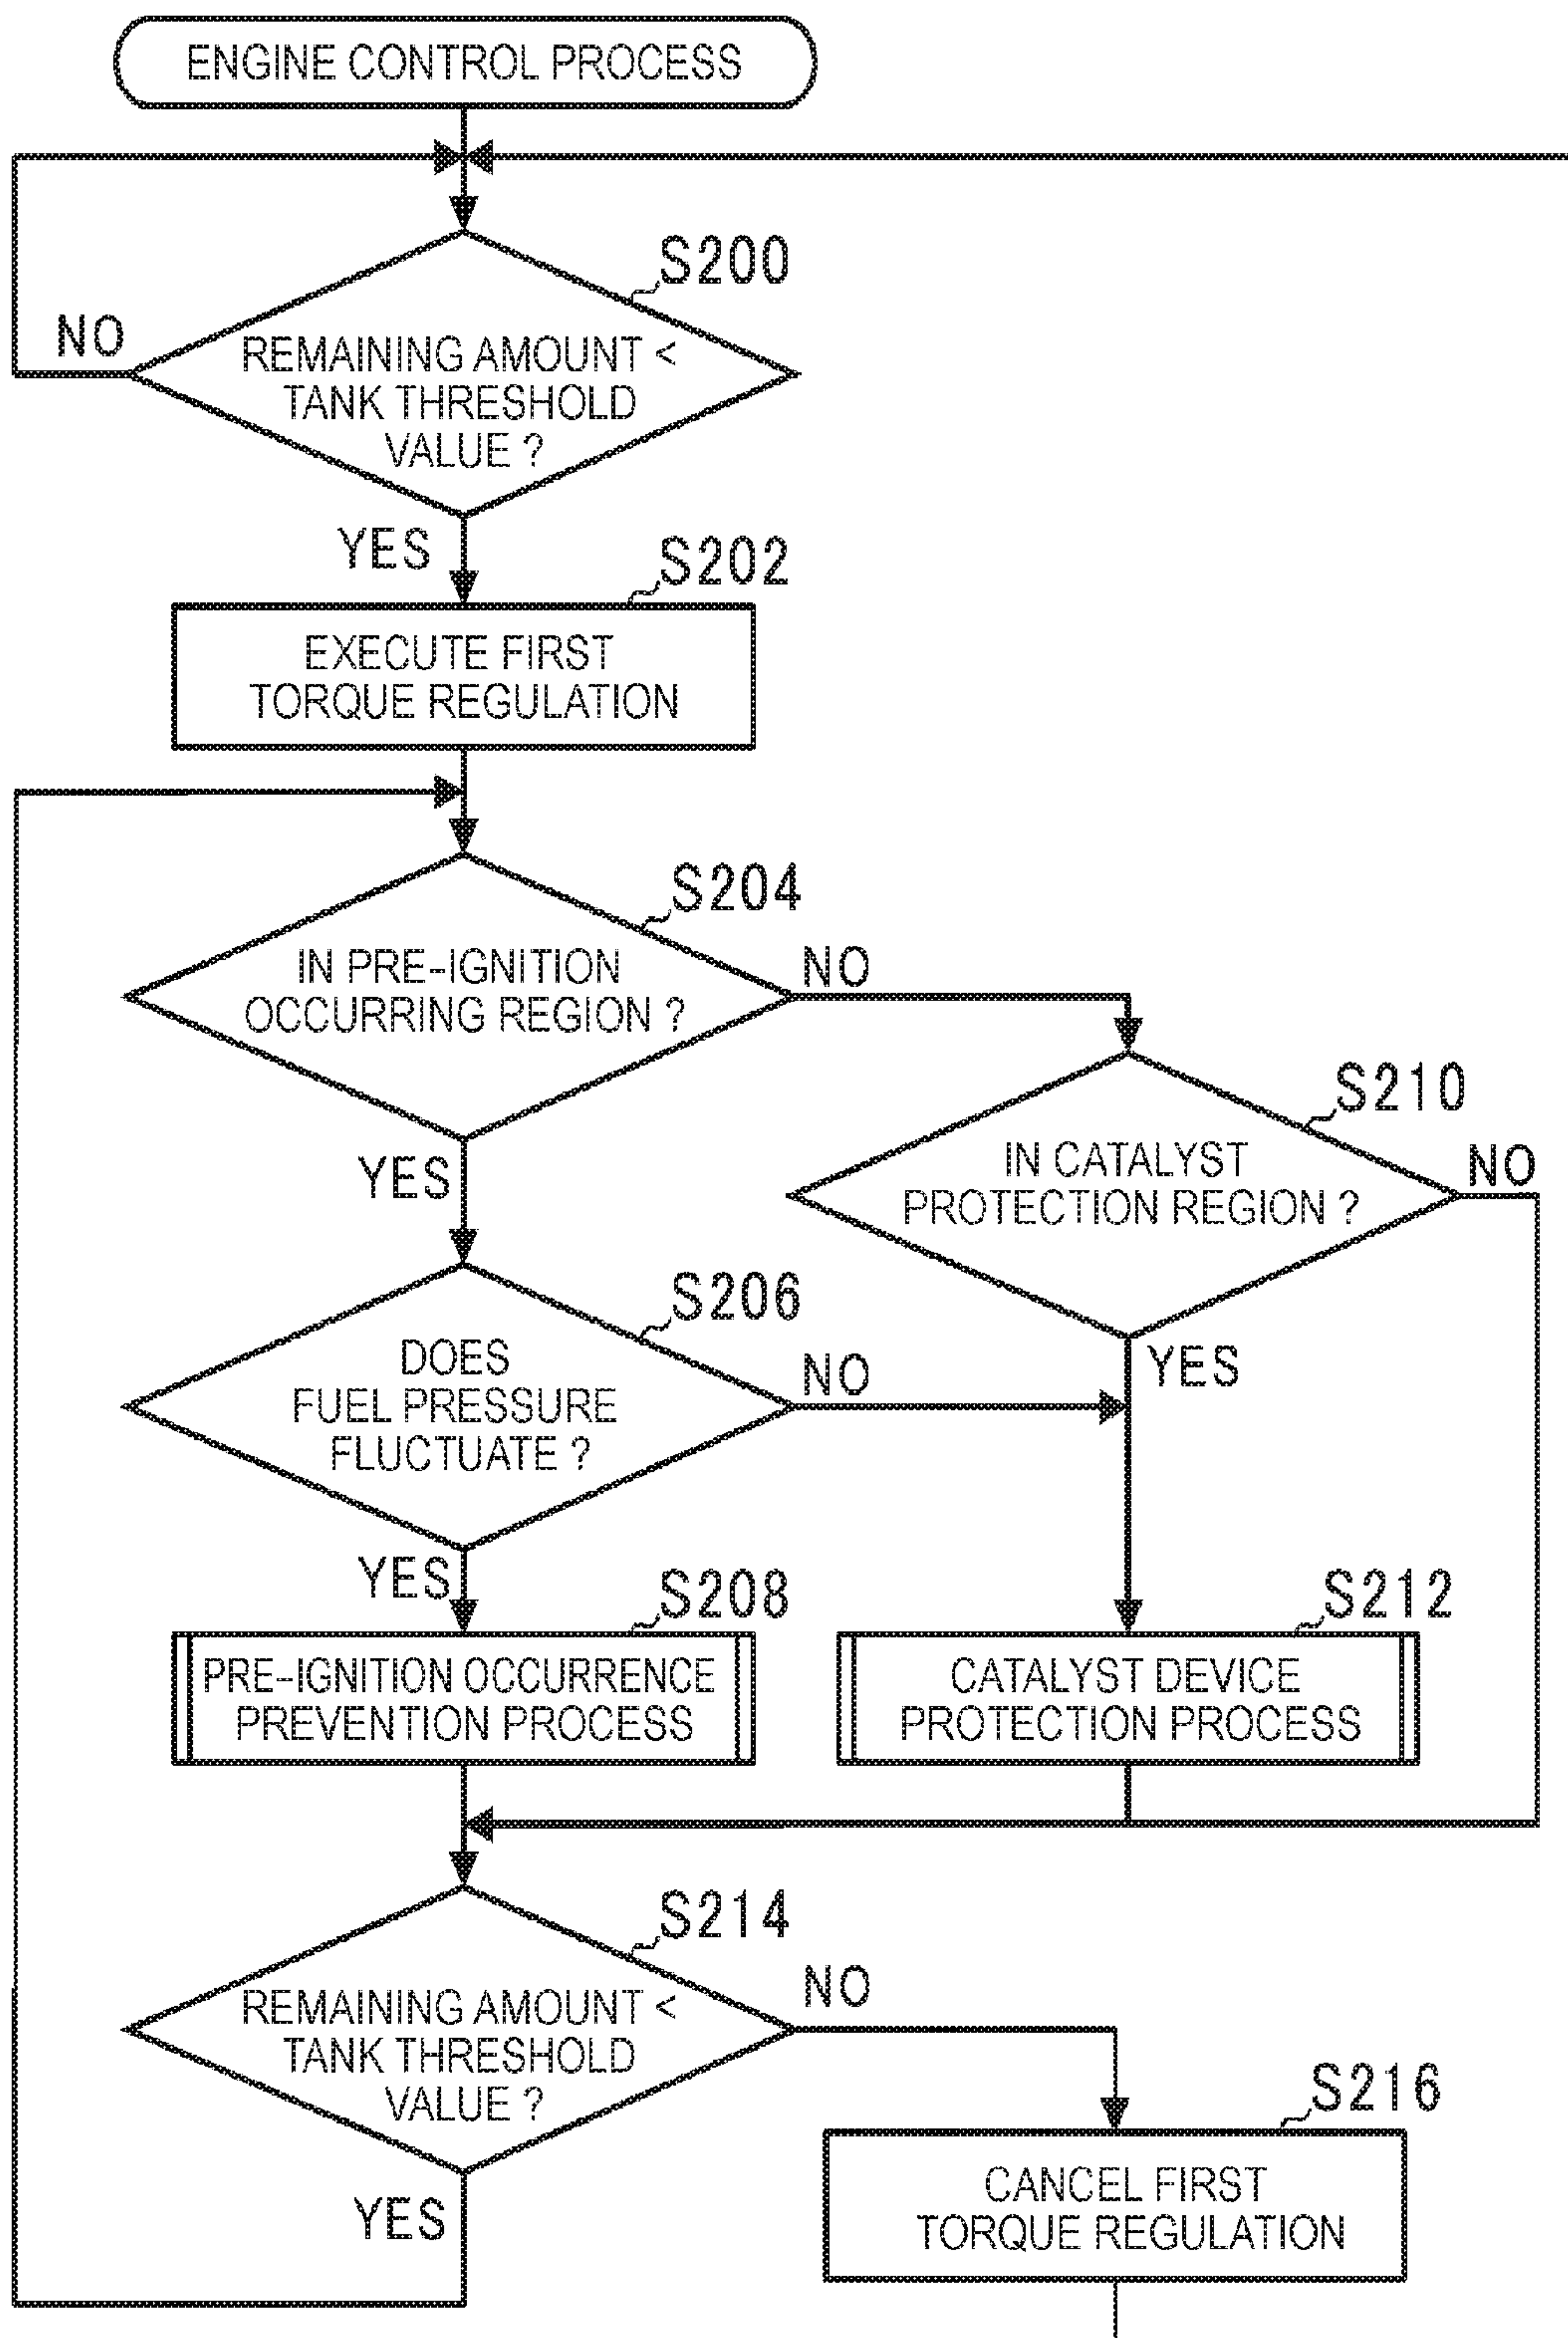 ENGINE CONTROL PROCESS
S200
NO
REMAINING AMOUNT <
TANK THRESHOLD
VALUE ?
YES
S202
EXECUTE FIRST
TORQUE REGULATION
S204
IN PRE-IGNITION
OCCURRING REGION ?
NO
YES
S210
IN CATALYST
PROTECTION REGION ?
NO
YES
S206
DOES
FUEL PRESSURE
FLUCTUATE ?
NO
YES
S208
PRE-IGNITION OCCURRENCE
PREVENTION PROCESS
S212
CATALYST DEVICE
PROTECTION PROCESS
S214
REMAINING AMOUNT <
TANK THRESHOLD
VALUE ?
NO
YES
S216
CANCEL FIRST
TORQUE REGULATION